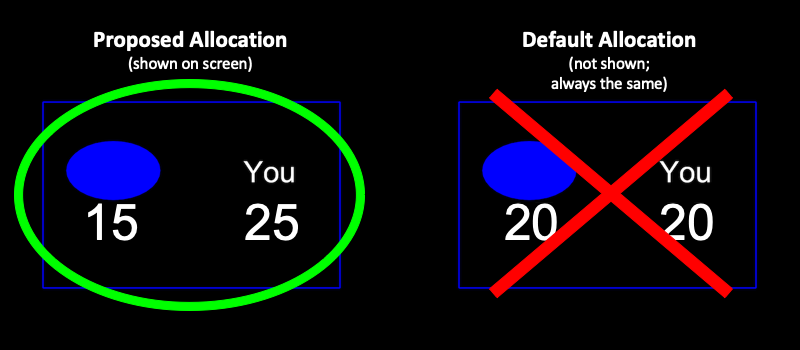 Proposed Allocation
(shown on screen)
You
15 25
Default Allocation
(not shown;
always the same)
You
20 20